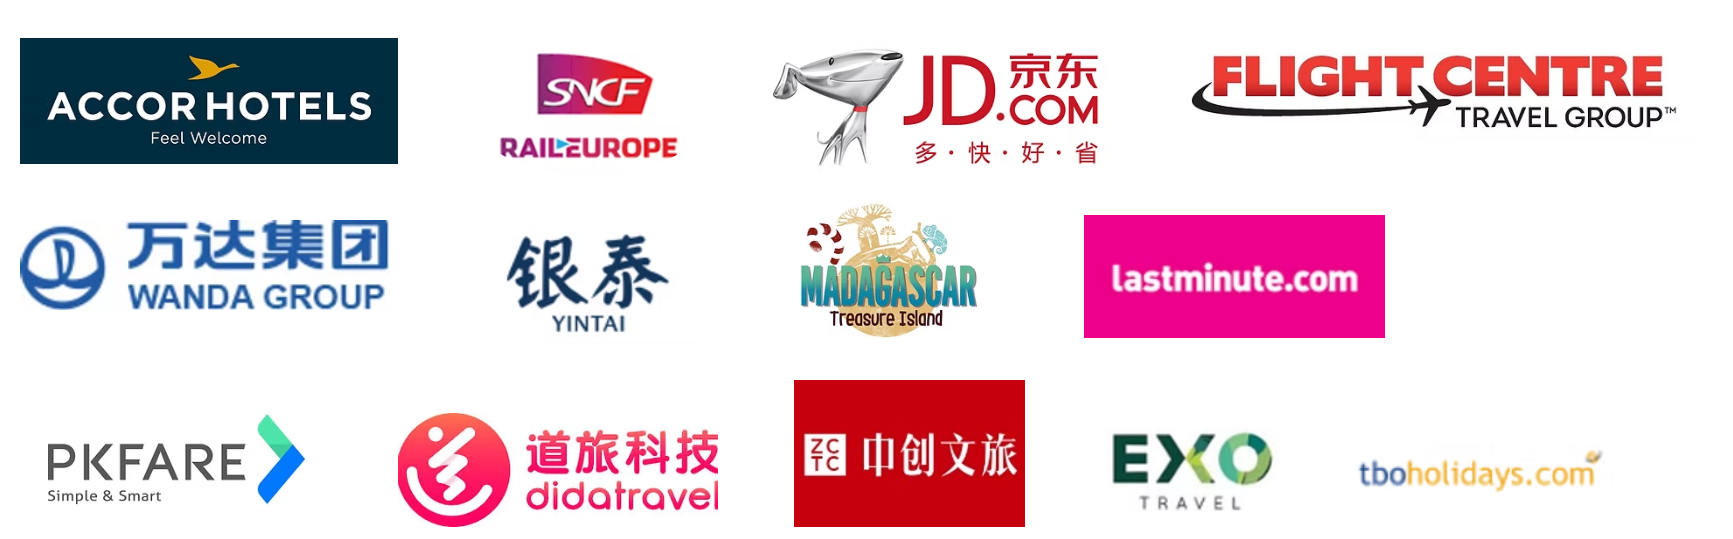 ACCORHOTELS
Feel Welcome
SNCF
RAILEUROPE
JD.京东
.COM
多·快·好·省
FLIGHT CENTRE
TRAVEL GROUP™
万达集团
WANDA GROUP
银泰
YINTAI
MADAGASCAR
Treasure Island
lastminute.com
PKFARE
Simple & Smart
道旅科技
didatravel
ZC
TC
中创文旅
EXO
TRAVEL
tboholidays.com